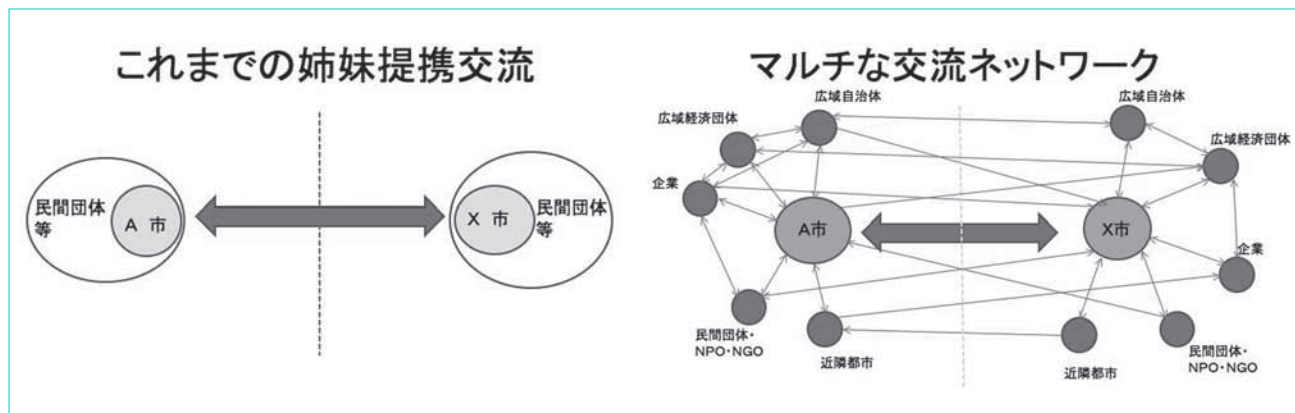 これまでの姉妹提携交流
民間団体
等
A 市
X 市
民間団体
等
マルチな交流ネットワーク
広域自治体
広域経済団体
企業
A市
民間団体・
NPO・NGO
近隣都市
広域自治体
広域経済団体
X市
企業
近隣都市
民間団体・
NPO・NGO